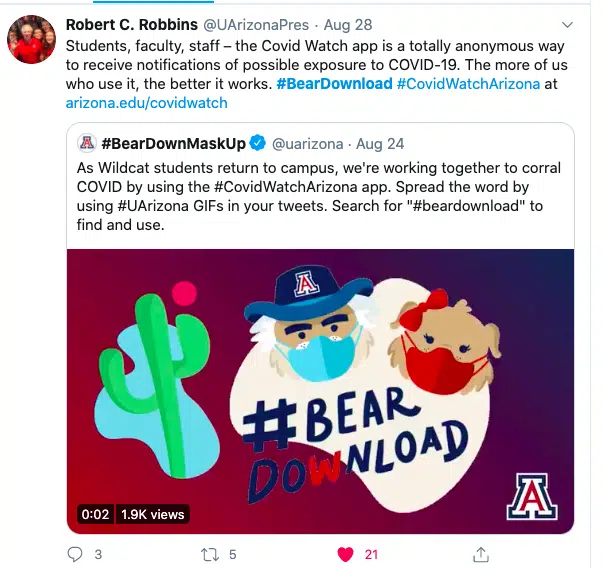 Robert C. Robbins @UArizonaPres · Aug 28
Students, faculty, staff – the Covid Watch app is a totally anonymous way
to receive notifications of possible exposure to COVID-19. The more of us
who use it, the better it works. #BearDownload #CovidWatchArizona at
arizona.edu/covidwatch
A #BearDownMaskUp @uarizona · Aug 24
As Wildcat students return to campus, we're working together to corral
COVID by using the #CovidWatchArizona app. Spread the word by
using #UArizona GIFs in your tweets. Search for "#beardownload" to
find and use.
A
#BEAR
DOWNLOAD
A
0:02 1.9K views
3 5 21